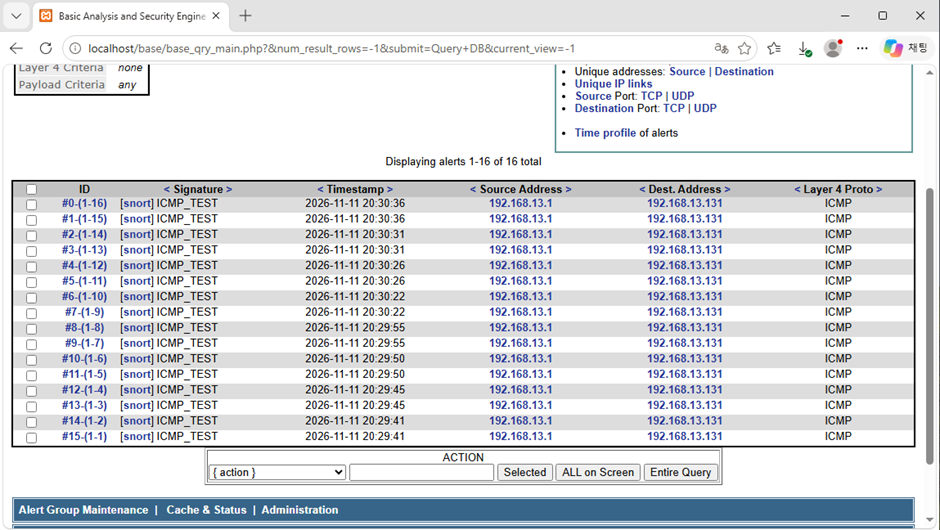 Basic Analysis and Security Engine
localhost/base/base_qry_main.php?&num_result_rows=-1&submit=Query+DB&current_view=-1
채팅
Layer 4 Criteria none
Payload Criteria any
Unique addresses: Source | Destination
Unique IP links
Source Port: TCP | UDP
Destination Port: TCP | UDP
Time profile of alerts
Displaying alerts 1-16 of 16 total
ID < Signature > < Timestamp > < Source Address > < Dest. Address > < Layer 4 Proto >
#0-(1-16) [snort] ICMP_TEST 2026-11-11 20:30:36 192.168.13.1 192.168.13.131 ICMP
#1-(1-15) [snort] ICMP_TEST 2026-11-11 20:30:36 192.168.13.1 192.168.13.131 ICMP
#2-(1-14) [snort] ICMP_TEST 2026-11-11 20:30:31 192.168.13.1 192.168.13.131 ICMP
#3-(1-13) [snort] ICMP_TEST 2026-11-11 20:30:31 192.168.13.1 192.168.13.131 ICMP
#4-(1-12) [snort] ICMP_TEST 2026-11-11 20:30:26 192.168.13.1 192.168.13.131 ICMP
#5-(1-11) [snort] ICMP_TEST 2026-11-11 20:30:26 192.168.13.1 192.168.13.131 ICMP
#6-(1-10) [snort] ICMP_TEST 2026-11-11 20:30:22 192.168.13.1 192.168.13.131 ICMP
#7-(1-9) [snort] ICMP_TEST 2026-11-11 20:30:22 192.168.13.1 192.168.13.131 ICMP
#8-(1-8) [snort] ICMP_TEST 2026-11-11 20:29:55 192.168.13.1 192.168.13.131 ICMP
#9-(1-7) [snort] ICMP_TEST 2026-11-11 20:29:55 192.168.13.1 192.168.13.131 ICMP
#10-(1-6) [snort] ICMP_TEST 2026-11-11 20:29:50 192.168.13.1 192.168.13.131 ICMP
#11-(1-5) [snort] ICMP_TEST 2026-11-11 20:29:50 192.168.13.1 192.168.13.131 ICMP
#12-(1-4) [snort] ICMP_TEST 2026-11-11 20:29:45 192.168.13.1 192.168.13.131 ICMP
#13-(1-3) [snort] ICMP_TEST 2026-11-11 20:29:45 192.168.13.1 192.168.13.131 ICMP
#14-(1-2) [snort] ICMP_TEST 2026-11-11 20:29:41 192.168.13.1 192.168.13.131 ICMP
#15-(1-1) [snort] ICMP_TEST 2026-11-11 20:29:41 192.168.13.1 192.168.13.131 ICMP
ACTION
{ action } Selected ALL on Screen Entire Query
Alert Group Maintenance | Cache & Status | Administration